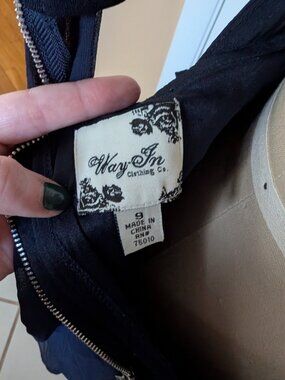 Way-In
Clothing Co.
9
MADE IN
CHINA
RN#
76010